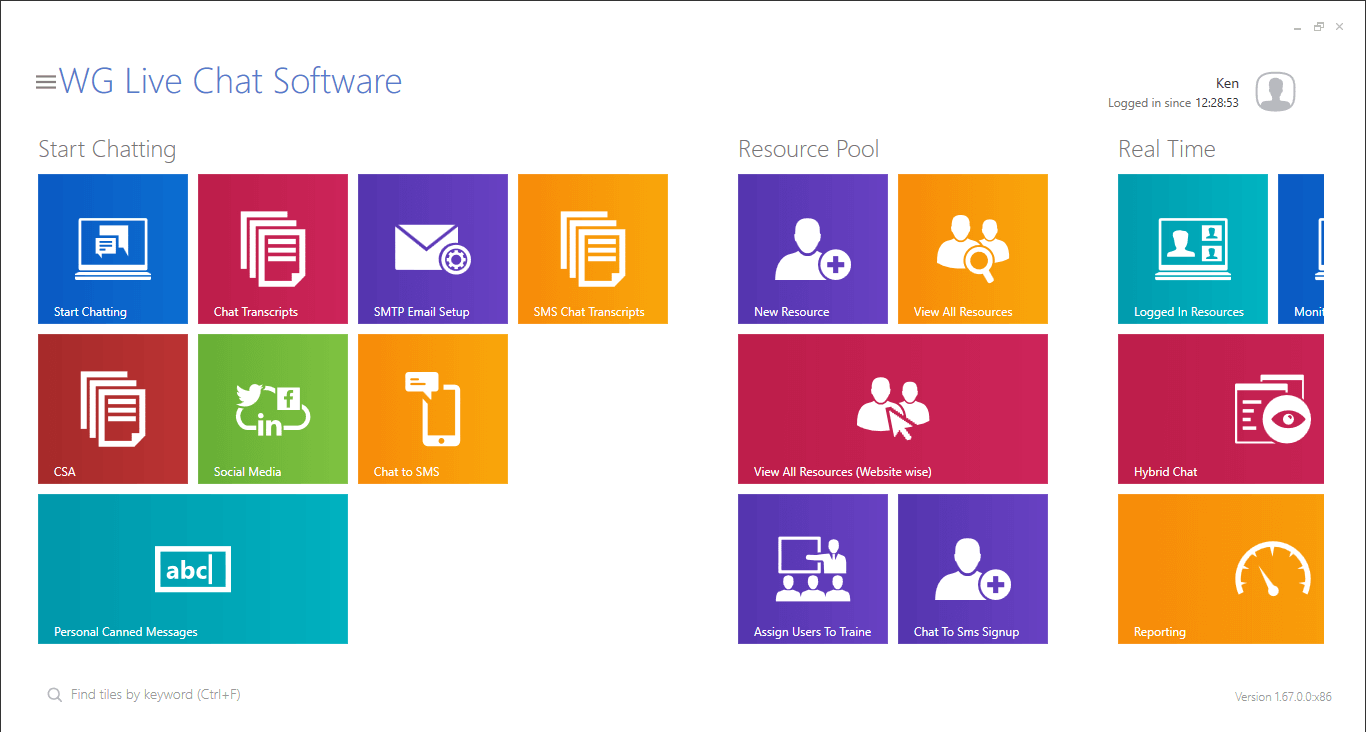 WG Live Chat Software
Ken
Logged in since 12:28:53
Start Chatting
Start Chatting
Chat Transcripts
SMTP Email Setup
SMS Chat Transcripts
CSA
Social Media
in
f
Chat to SMS
abc
Personal Canned Messages
Resource Pool
New Resource
View All Resources
View All Resources (Website wise)
Assign Users To Traine
Chat To Sms Signup
Real Time
Logged In Resources
Monit
Hybrid Chat
Reporting
Find tiles by keyword (Ctrl+F)
Version 1.67.0.0:x86